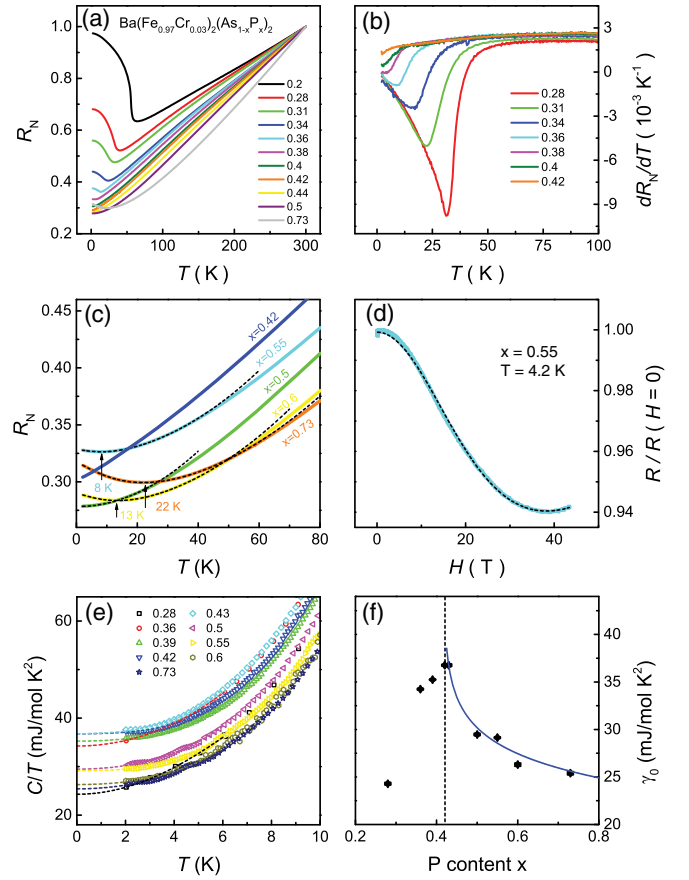 (a) Ba(Fe0.97Cr0.03)2(As1-xPx)2
1.0
0.8
0.6
0.4
0.2
RN
0.2
0.28
0.31
0.34
0.36
0.38
0.4
0.42
0.44
0.5
0.73
0 100 200 300
T (K)
(b)
3
0
-3
-6
-9
dRN/dT ( 10-3 K-1)
0.28
0.31
0.34
0.36
0.38
0.4
0.42
0 25 50 75 100
T (K)
(c)
0.45
0.40
0.35
0.30
RN
x=0.42
x=0.55
x=0.5
x=0.6
x=0.73
8 K
13 K
22 K
0 20 40 60 80
T (K)
(d)
x = 0.55
T = 4.2 K
1.00
0.98
0.96
0.94
R / R ( H = 0)
0 20 40
H ( T )
(e)
60
40
20
C/T (mJ/mol K2)
0.28 0.43
0.36 0.5
0.39 0.55
0.42 0.6
0.73
0 2 4 6 8 10
T (K)
(f)
40
35
30
25
20
γ0 (mJ/mol K2)
0.2 0.4 0.6 0.8
P content x